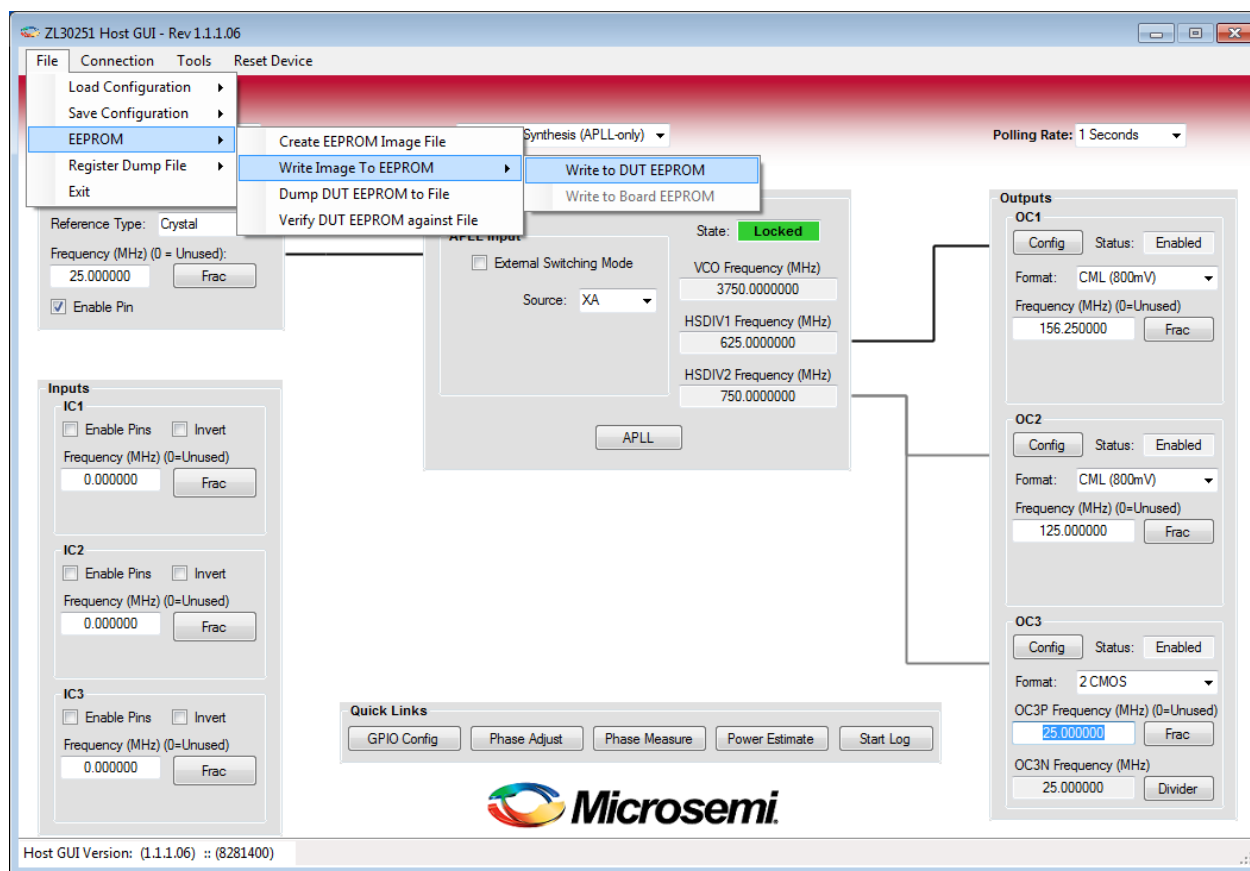 ZL30251 Host GUI - Rev 1.1.1.06
File Connection Tools Reset Device
Load Configuration
Save Configuration
EEPROM
Register Dump File
Exit
Create EEPROM Image File
Write Image To EEPROM
Dump DUT EEPROM to File
Verify DUT EEPROM against File
Write to DUT EEPROM
Write to Board EEPROM
Synthesis (APLL-only)
Polling Rate: 1 Seconds
Reference Type: Crystal
Frequency (MHz) (0 = Unused):
25.000000 Frac
Enable Pin
APLL Input
External Switching Mode
Source: XA
State: Locked
VCO Frequency (MHz)
3750.0000000
HSDIV1 Frequency (MHz)
625.0000000
HSDIV2 Frequency (MHz)
750.0000000
APLL
Inputs
IC1
Enable Pins Invert
Frequency (MHz) (0=Unused)
0.000000 Frac
IC2
Enable Pins Invert
Frequency (MHz) (0=Unused)
0.000000 Frac
IC3
Enable Pins Invert
Frequency (MHz) (0=Unused)
0.000000 Frac
Outputs
OC1
Config Status: Enabled
Format: CML (800mV)
Frequency (MHz) (0=Unused)
156.250000 Frac
OC2
Config Status: Enabled
Format: CML (800mV)
Frequency (MHz) (0=Unused)
125.000000 Frac
OC3
Config Status: Enabled
Format: 2 CMOS
OC3P Frequency (MHz) (0=Unused)
25.000000 Frac
OC3N Frequency (MHz)
25.000000 Divider
Quick Links
GPIO Config Phase Adjust Phase Measure Power Estimate Start Log
Microsemi.
Host GUI Version: (1.1.1.06) :: (8281400)